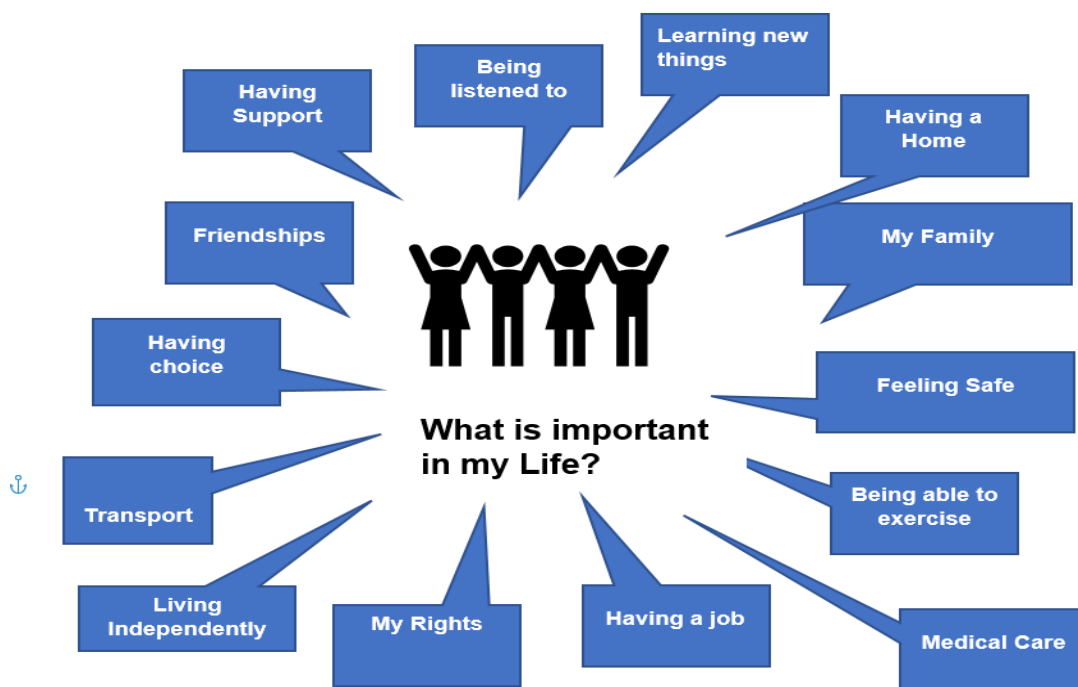 Learning new
things
Being
listened to
Having
Support
Having a
Home
Friendships
My Family
Having
choice
Feeling Safe
What is important
in my Life?
Transport
Being able to
exercise
Living
Independently
My Rights
Having a job
Medical Care